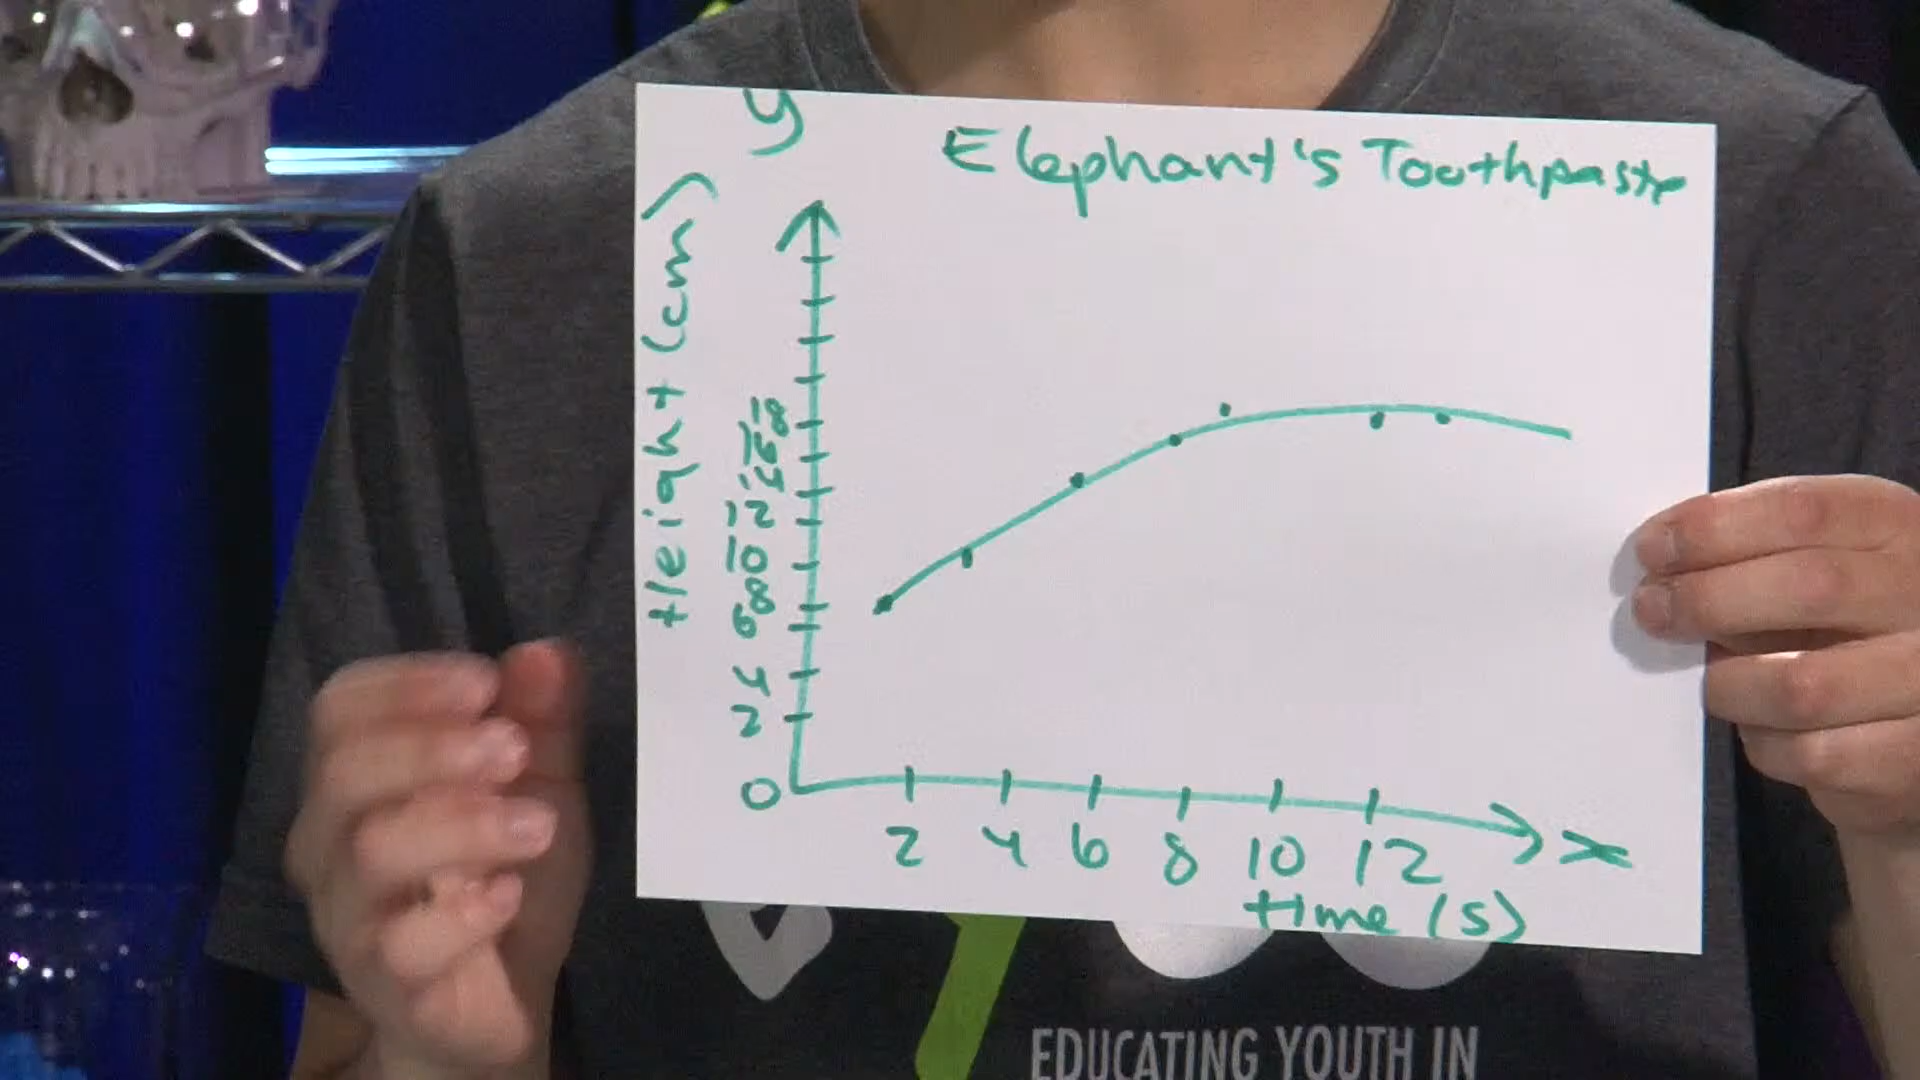 y
Elephant's Toothpaste
Height (cm)
18
16
14
12
10
8
6
4
2
0
2 4 6 8 10 12
x
time (s)
EDUCATING YOUTH IN